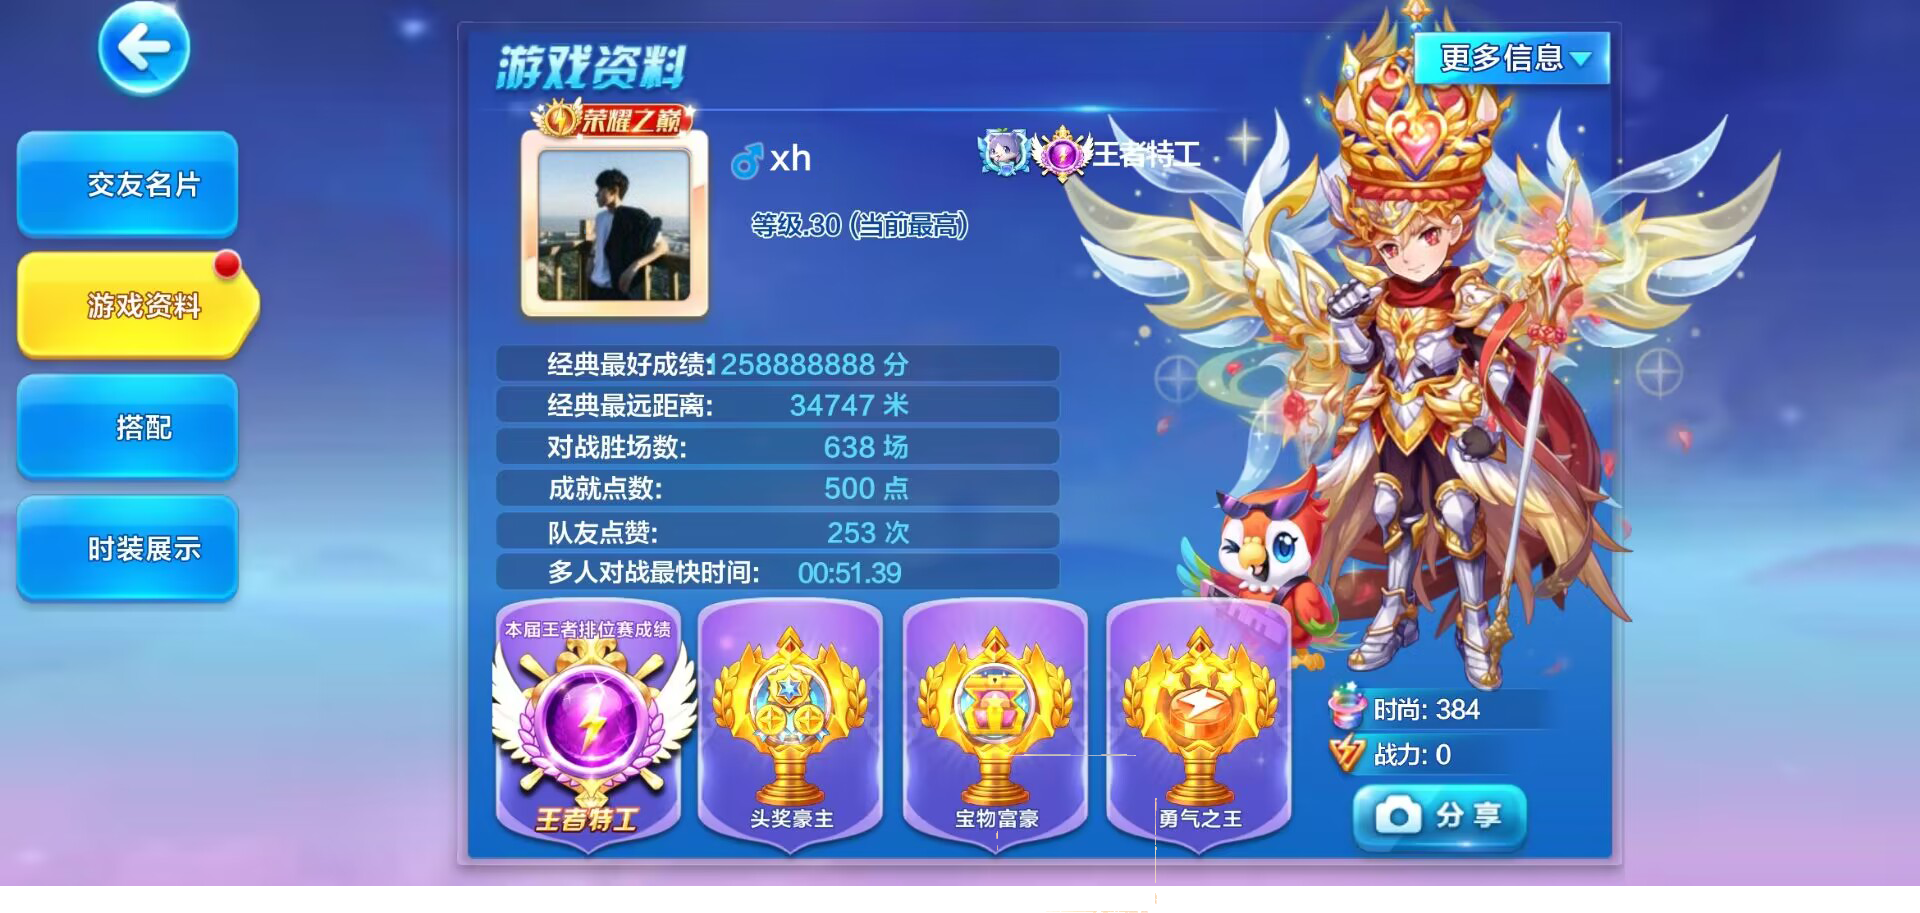 游戏资料
更多信息
荣耀之巅
xh
王者特工
等级.30 (当前最高)
交友名片
游戏资料
搭配
时装展示
经典最好成绩:1258888888 分
经典最远距离: 34747 米
对战胜场数: 638 场
成就点数: 500 点
队友点赞: 253 次
多人对战最快时间: 00:51.39
本届王者排位赛成绩
王者特工
头奖豪主
宝物富豪
勇气之王
时尚: 384
战力: 0
分享